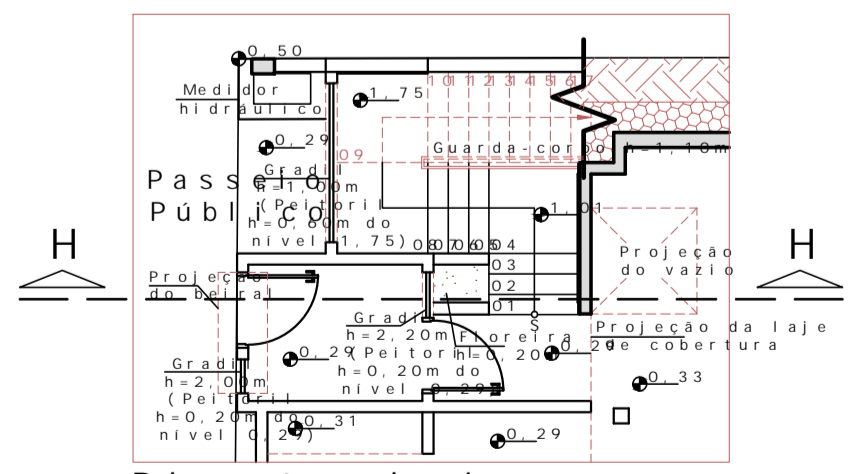 0,50
Medidor
hidráulico
1,75
10 11 12 13 14 15 16 17
0,29
09
Guarda-corpo h=1,10m
Gradil
h=1,00m
(Peitoril
h=0,60m do
nível 1,75)
Passeio
Público
1,01
H
H
08 07 06 05 04
03
02
01
S
Projeção
do vazio
Projeção
do beiral
Gradil
h=2,20m
(Peitoril
h=0,20m do
nível 0,29)
Floreira
h=0,20
Projeção da laje
de cobertura
0,29
0,29
0,33
Gradil
h=2,00m
(Peitoril
h=0,20m do
nível 0,29)
0,31
0,29